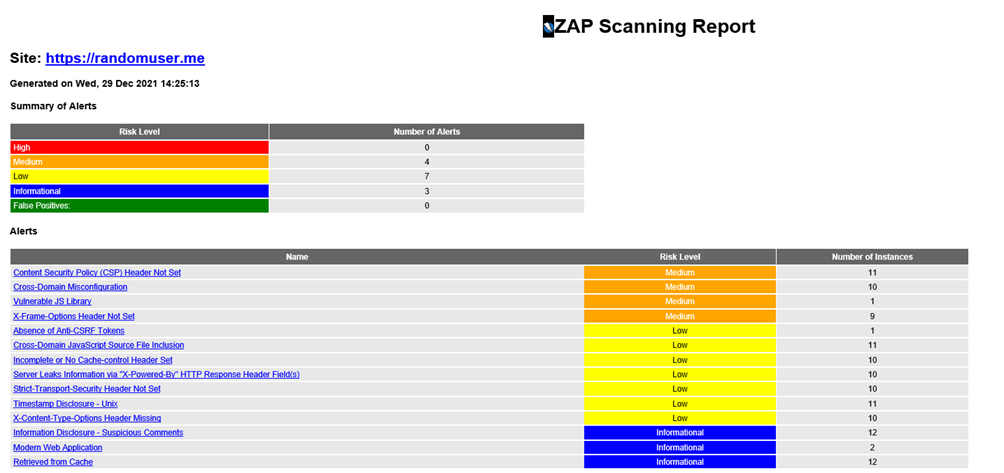 ZAP Scanning Report
Site: https://randomuser.me
Generated on Wed, 29 Dec 2021 14:25:13
Summary of Alerts
Risk Level Number of Alerts
High 0
Medium 4
Low 7
Informational 3
False Positives: 0
Alerts
Name Risk Level Number of Instances
Content Security Policy (CSP) Header Not Set Medium 11
Cross-Domain Misconfiguration Medium 10
Vulnerable JS Library Medium 1
X-Frame-Options Header Not Set Medium 9
Absence of Anti-CSRF Tokens Low 1
Cross-Domain JavaScript Source File Inclusion Low 11
Incomplete or No Cache-control Header Set Low 10
Server Leaks Information via "X-Powered-By" HTTP Response Header Field(s) Low 10
Strict-Transport-Security Header Not Set Low 10
Timestamp Disclosure - Unix Low 11
X-Content-Type-Options Header Missing Low 10
Information Disclosure - Suspicious Comments Informational 12
Modern Web Application Informational 2
Retrieved from Cache Informational 12